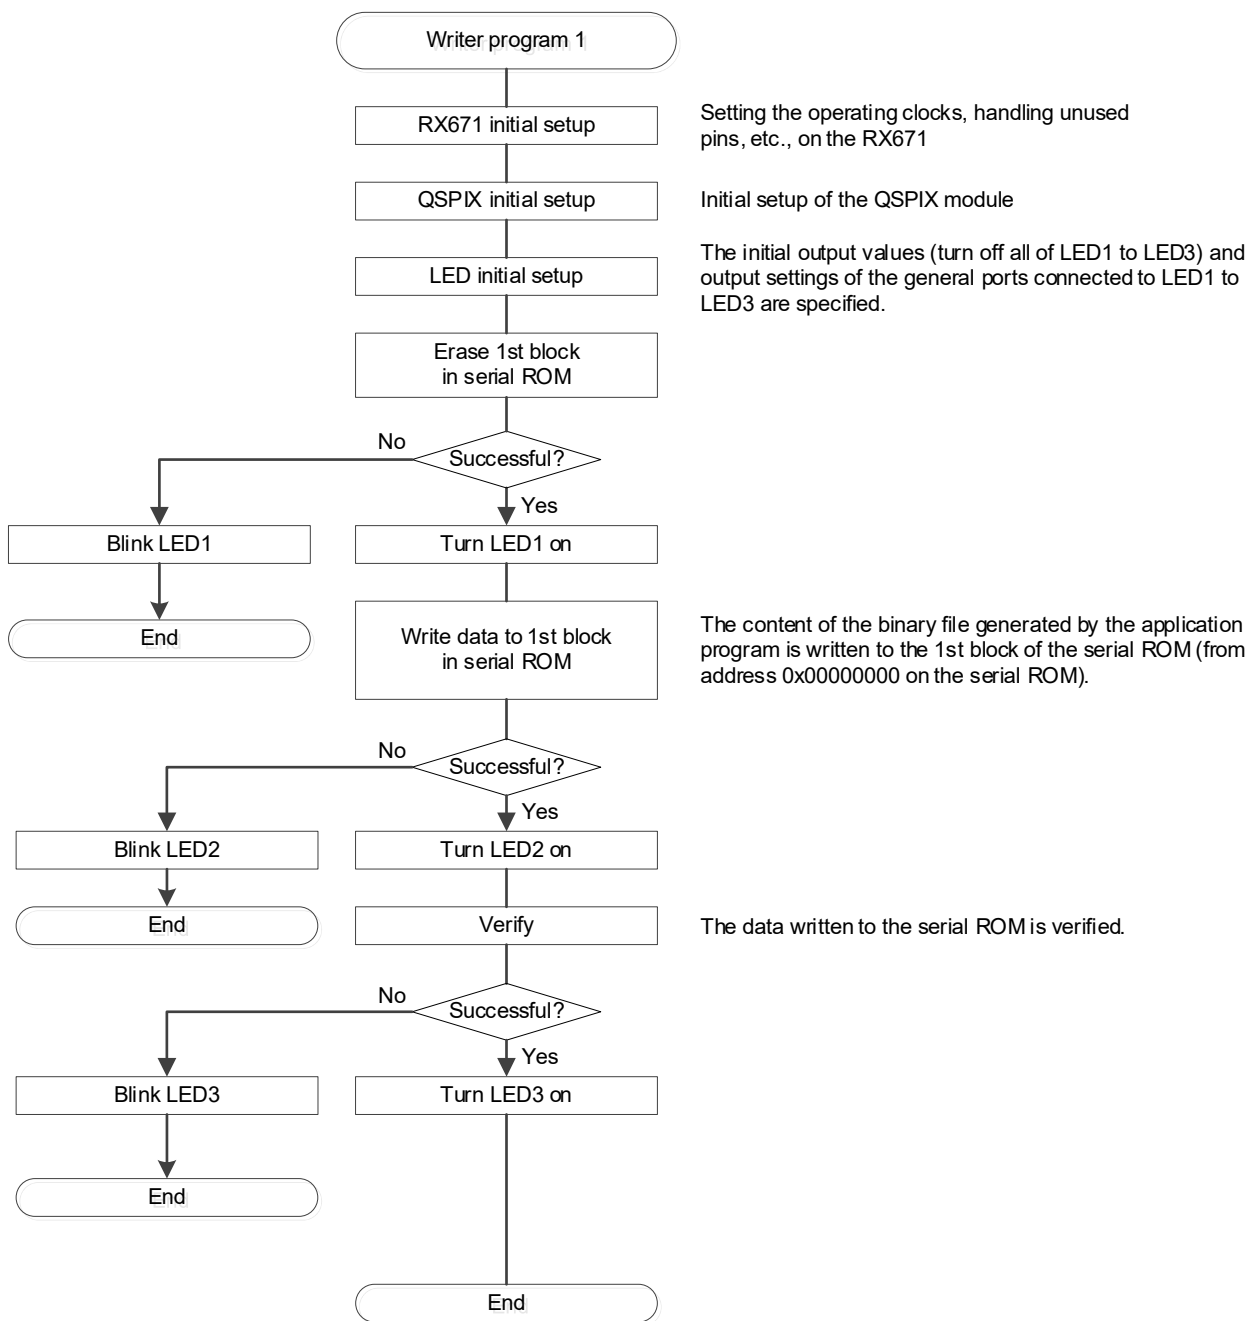 Writer program 1
RX671 initial setup
Setting the operating clocks, handling unused
pins, etc., on the RX671
QSPIX initial setup
Initial setup of the QSPIX module
LED initial setup
The initial output values (turn off all of LED1 to LED3) and
output settings of the general ports connected to LED1 to
LED3 are specified.
Erase 1st block
in serial ROM
No
Successful?
Yes
Blink LED1
Turn LED1 on
End
Write data to 1st block
in serial ROM
The content of the binary file generated by the application
program is written to the 1st block of the serial ROM (from
address 0x00000000 on the serial ROM).
No
Successful?
Yes
Blink LED2
Turn LED2 on
End
Verify
The data written to the serial ROM is verified.
No
Successful?
Yes
Blink LED3
Turn LED3 on
End
End